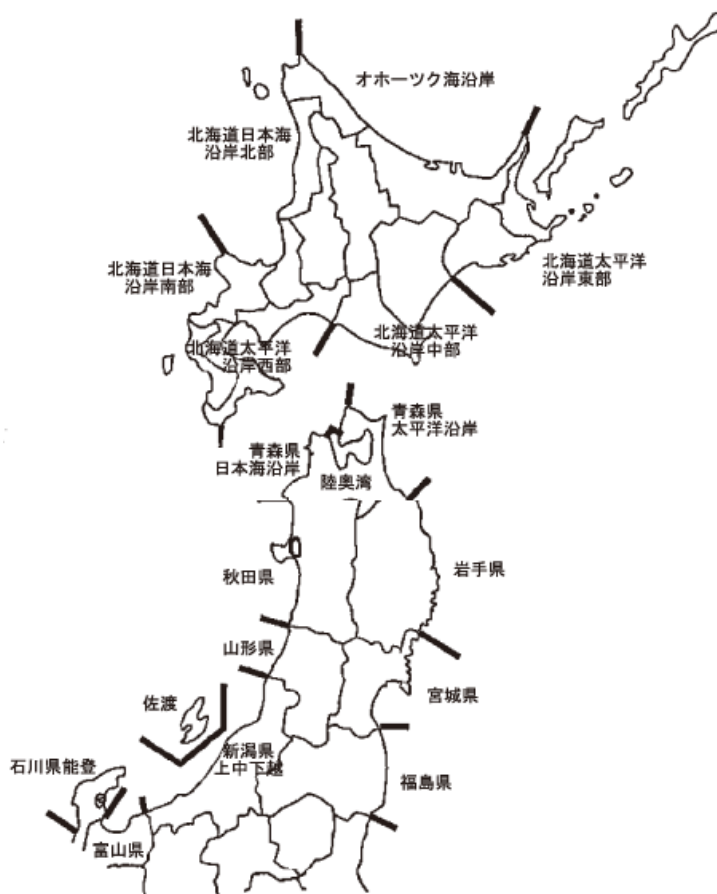 オホーツク海沿岸
北海道日本海
沿岸北部
北海道日本海
沿岸南部
北海道太平洋
沿岸東部
北海道太平洋
沿岸西部
北海道太平洋
沿岸中部
青森県
太平洋沿岸
青森県
日本海沿岸
陸奥湾
秋田県
岩手県
山形県
宮城県
佐渡
新潟県
上中下越
石川県能登
福島県
富山県